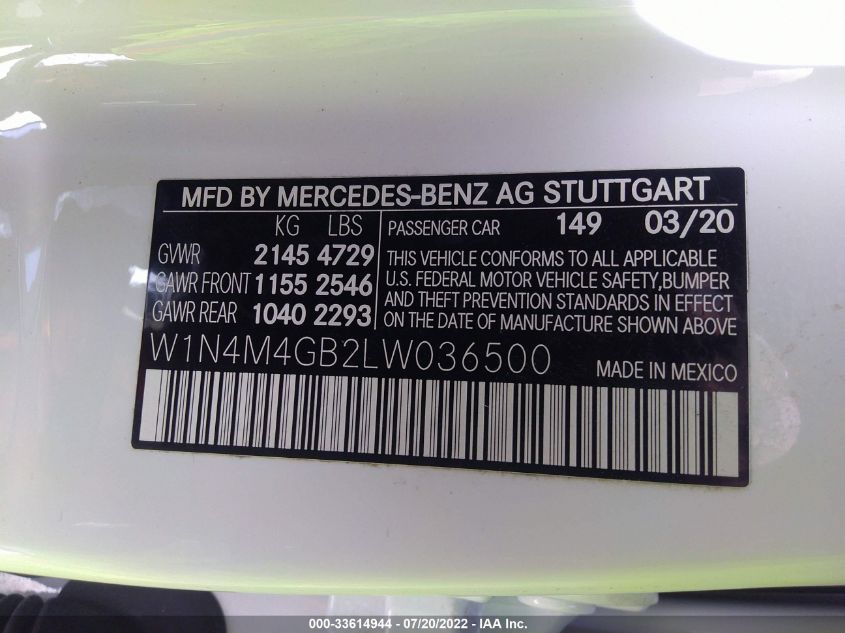 MFD BY MERCEDES-BENZ AG STUTTGART
KG LBS
GVWR 2145 4729
GAWR FRONT 1155 2546
GAWR REAR 1040 2293
PASSENGER CAR 149 03/20
THIS VEHICLE CONFORMS TO ALL APPLICABLE
U.S. FEDERAL MOTOR VEHICLE SAFETY,BUMPER
AND THEFT PREVENTION STANDARDS IN EFFECT
ON THE DATE OF MANUFACTURE SHOWN ABOVE
W1N4M4GB2LW036500
MADE IN MEXICO
000-33614944 - 07/20/2022 - IAA Inc.